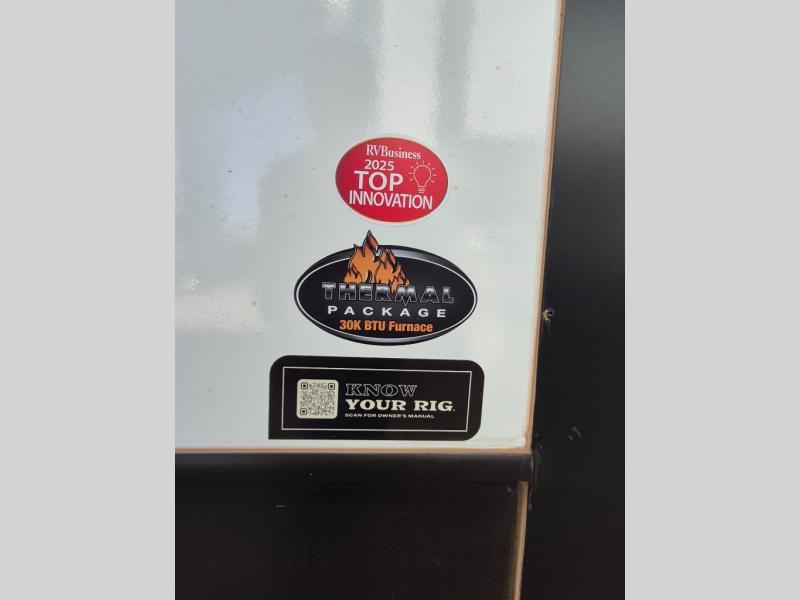 RVBusiness
2025
TOP
INNOVATION
THERMAL
PACKAGE
30K BTU Furnace
KNOW
YOUR RIG.
SCAN FOR OWNER'S MANUAL